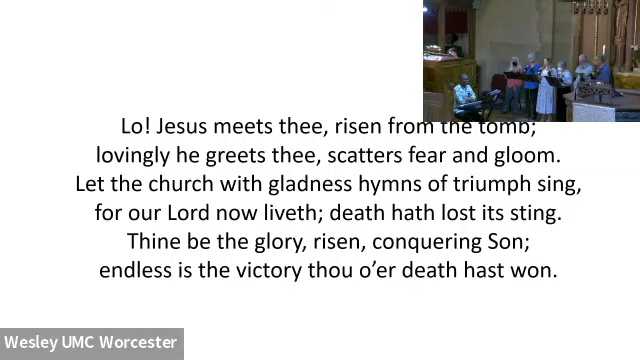 Lo! Jesus meets thee, risen from the tomb;
lovingly he greets thee, scatters fear and gloom.
Let the church with gladness hymns of triumph sing,
for our Lord now liveth; death hath lost its sting.
Thine be the glory, risen, conquering Son;
endless is the victory thou o’er death hast won.
Wesley UMC Worcester